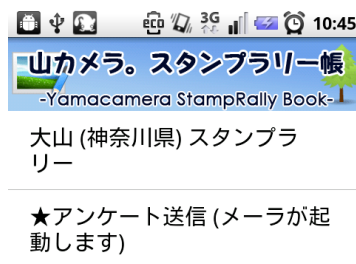 eco 3G 10:45
山カメラ。スタンプラリー帳
-Yamacamera StampRally Book-
大山 (神奈川県) スタンプラ
リー
★アンケート送信 (メーラが起
動します)